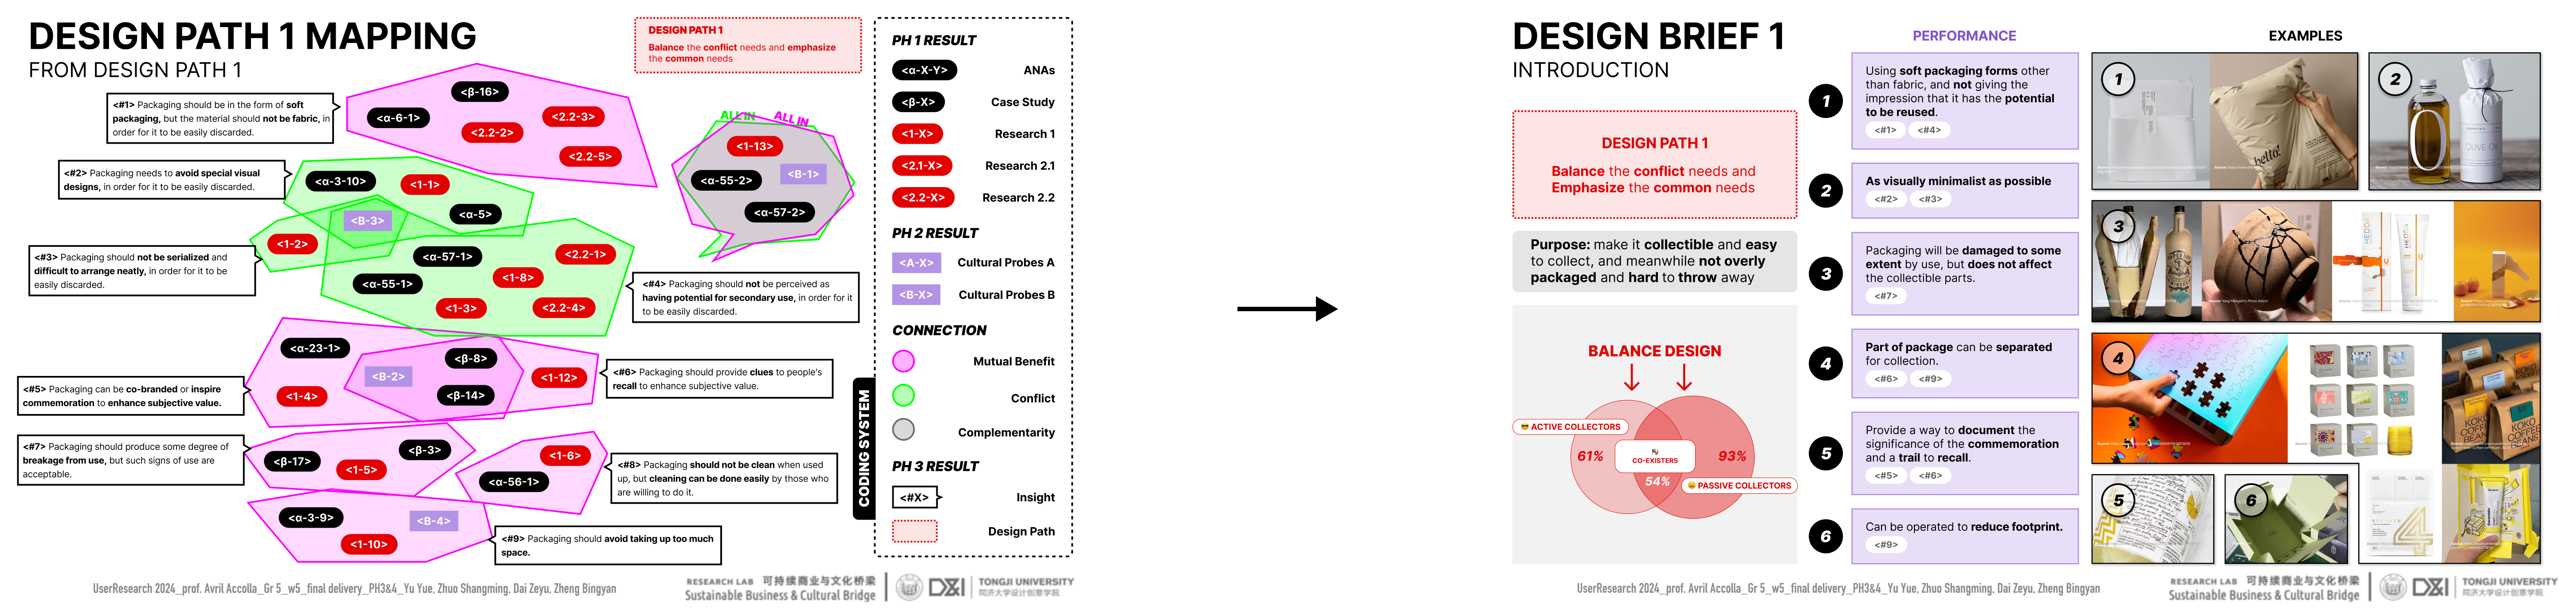 DESIGN PATH 1 MAPPING
FROM DESIGN PATH 1
DESIGN PATH 1
Balance the conflict needs and emphasize
the common needs
<#1> Packaging should be in the form of soft
packaging, but the material should not be fabric, in
order for it to be easily discarded.
<β-16>
<α-6-1>
<2.2-3>
<2.2-2>
<2.2-5>
<#2> Packaging needs to avoid special visual
designs, in order for it to be easily discarded.
<α-3-10>
<1-1>
<α-5>
<B-3>
<1-2>
<#3> Packaging should not be serialized and
difficult to arrange neatly, in order for it to be
easily discarded.
<α-57-1>
<2.2-1>
<α-55-1>
<1-8>
<1-3>
<2.2-4>
<#4> Packaging should not be perceived as
having potential for secondary use, in order for it
to be easily discarded.
ALL IN
ALL IN
<1-13>
<α-55-2>
<B-1>
<α-57-2>
<α-23-1>
<β-8>
<B-2>
<1-12>
<1-4>
<β-14>
<#5> Packaging can be co-branded or inspire
commemoration to enhance subjective value.
<#6> Packaging should provide clues to people's
recall to enhance subjective value.
<#7> Packaging should produce some degree of
breakage from use, but such signs of use are
acceptable.
<β-17>
<β-3>
<1-5>
<1-6>
<α-56-1>
<#8> Packaging should not be clean when used
up, but cleaning can be done easily by those who
are willing to do it.
<α-3-9>
<B-4>
<1-10>
<#9> Packaging should avoid taking up too much
space.
CODING SYSTEM
PH 1 RESULT
<α-X-Y> ANAs
<β-X> Case Study
<1-X> Research 1
<2.1-X> Research 2.1
<2.2-X> Research 2.2
PH 2 RESULT
<A-X> Cultural Probes A
<B-X> Cultural Probes B
CONNECTION
Mutual Benefit
Conflict
Complementarity
PH 3 RESULT
<#X> Insight
Design Path
UserResearch 2024_prof. Avril Accolla_Gr 5_w5_final delivery_PH3&4_Yu Yue, Zhuo Shangming, Dai Zeyu, Zheng Bingyan
RESEARCH LAB 可持续商业与文化桥梁
Sustainable Business & Cultural Bridge
D&I
TONGJI UNIVERSITY
同济大学设计创意学院
DESIGN BRIEF 1
INTRODUCTION
DESIGN PATH 1
Balance the conflict needs and
Emphasize the common needs
Purpose: make it collectible and easy
to collect, and meanwhile not overly
packaged and hard to throw away
BALANCE DESIGN
ACTIVE COLLECTORS
61%
CO-EXISTERS
93%
54%
PASSIVE COLLECTORS
PERFORMANCE
1
Using soft packaging forms other
than fabric, and not giving the
impression that it has the potential
to be reused.
<#1> <#4>
2
As visually minimalist as possible
<#2> <#3>
3
Packaging will be damaged to some
extent by use, but does not affect
the collectible parts.
<#7>
4
Part of package can be separated
for collection.
<#6> <#9>
5
Provide a way to document the
significance of the commemoration
and a trail to recall.
<#5> <#6>
6
Can be operated to reduce footprint.
<#9>
EXAMPLES
1
hello!
2
OLIVE OIL
3
HEDOS
4
KOKO
COFFEE
BEANS
5
6
4
UserResearch 2024_prof. Avril Accolla_Gr 5_w5_final delivery_PH3&4_Yu Yue, Zhuo Shangming, Dai Zeyu, Zheng Bingyan
RESEARCH LAB 可持续商业与文化桥梁
Sustainable Business & Cultural Bridge
D&I
TONGJI UNIVERSITY
同济大学设计创意学院